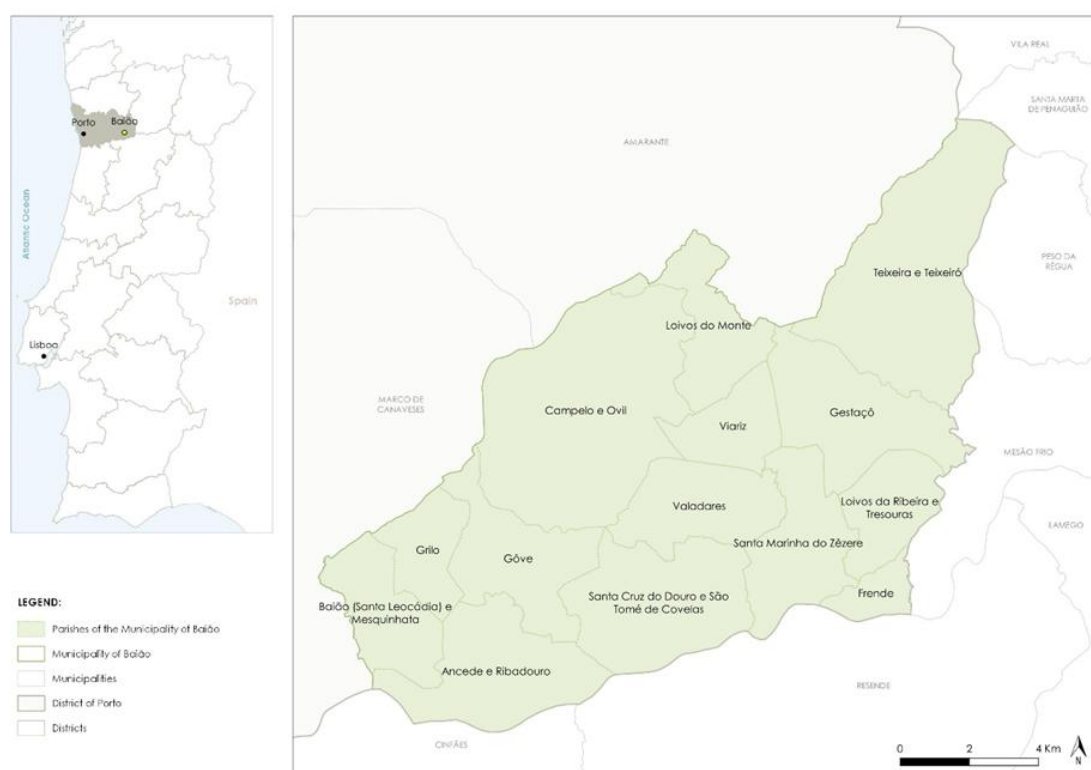 Porto
Baião
Atlantic Ocean
Spain
Lisboa
LEGEND:
Parishes of the Municipality of Baião
Municipality of Baião
Municipalities
District of Porto
Districts
VILA REAL
SANTA MARTA
DE PENAGUIÃO
AMARANTE
PESO DA
RÉGUA
Teixeira e Teixeiró
Loivos do Monte
MARCO DE
CANAVESES
Campelo e Ovil
Gestaçô
Viariz
MESÃO FRIO
Loivos da Ribeira e
Tresouras
Valadares
LAMEGO
Santa Marinha do Zêzere
Grilo
Gôve
Frende
Santa Cruz do Douro e São
Tomé de Covelas
Baião (Santa Leocádia) e
Mesquinhata
Ancede e Ribadouro
RESENDE
CINFÃES
0 2 4 Km
N